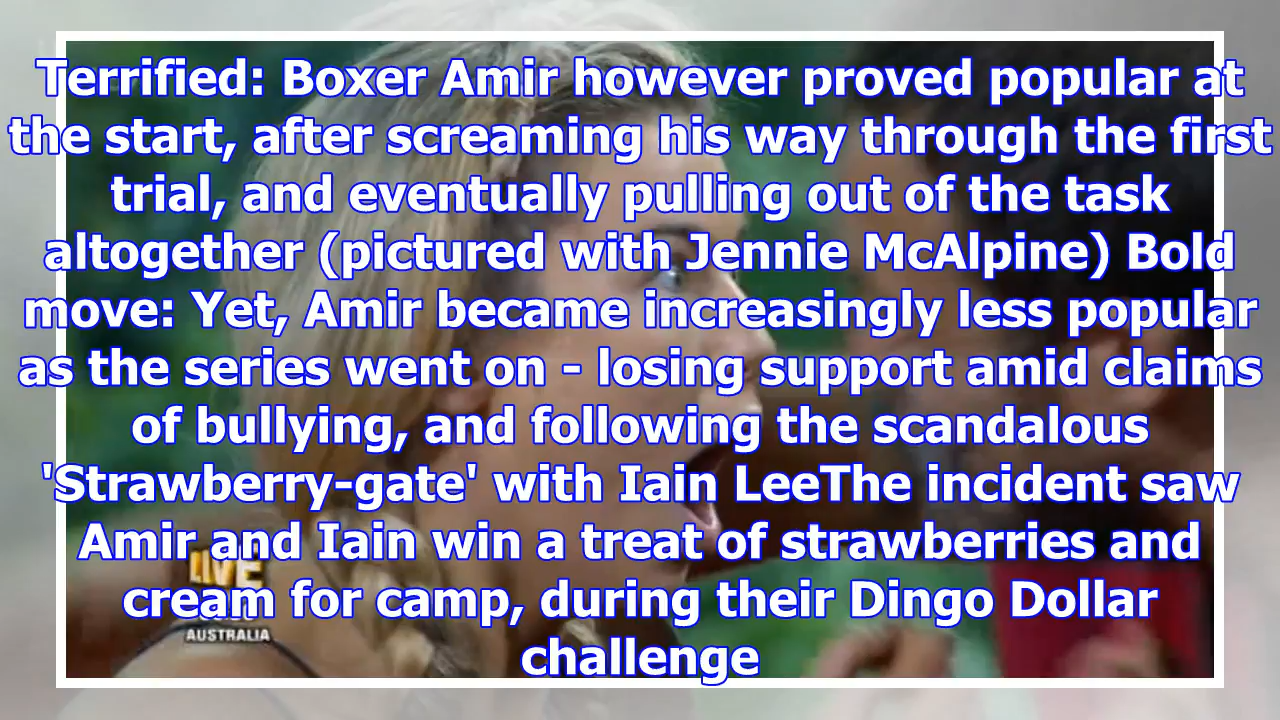 Terrified: Boxer Amir however proved popular at
the start, after screaming his way through the first
trial, and eventually pulling out of the task
altogether (pictured with Jennie McAlpine) Bold
move: Yet, Amir became increasingly less popular
as the series went on - losing support amid claims
of bullying, and following the scandalous
'Strawberry-gate' with Iain LeeThe incident saw
Amir and Iain win a treat of strawberries and
LIVE
cream for camp, during their Dingo Dollar
AUSTRALIA
challenge